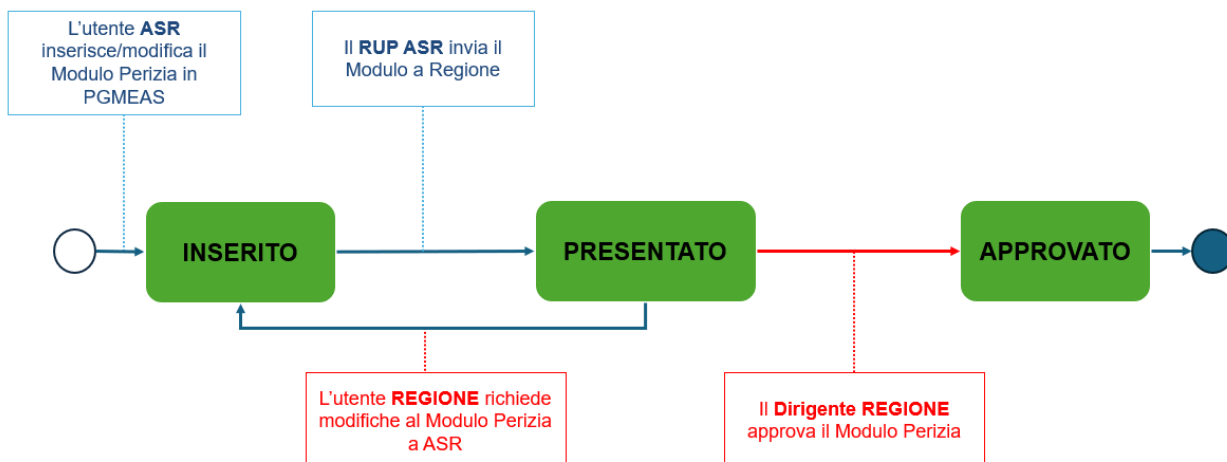 L'utente ASR
inserisce/modifica il
Modulo Perizia in
PGMEAS
Il RUP ASR invia il
Modulo a Regione
INSERITO
PRESENTATO
APPROVATO
L'utente REGIONE richiede
modifiche al Modulo Perizia
a ASR
Il Dirigente REGIONE
approva il Modulo Perizia